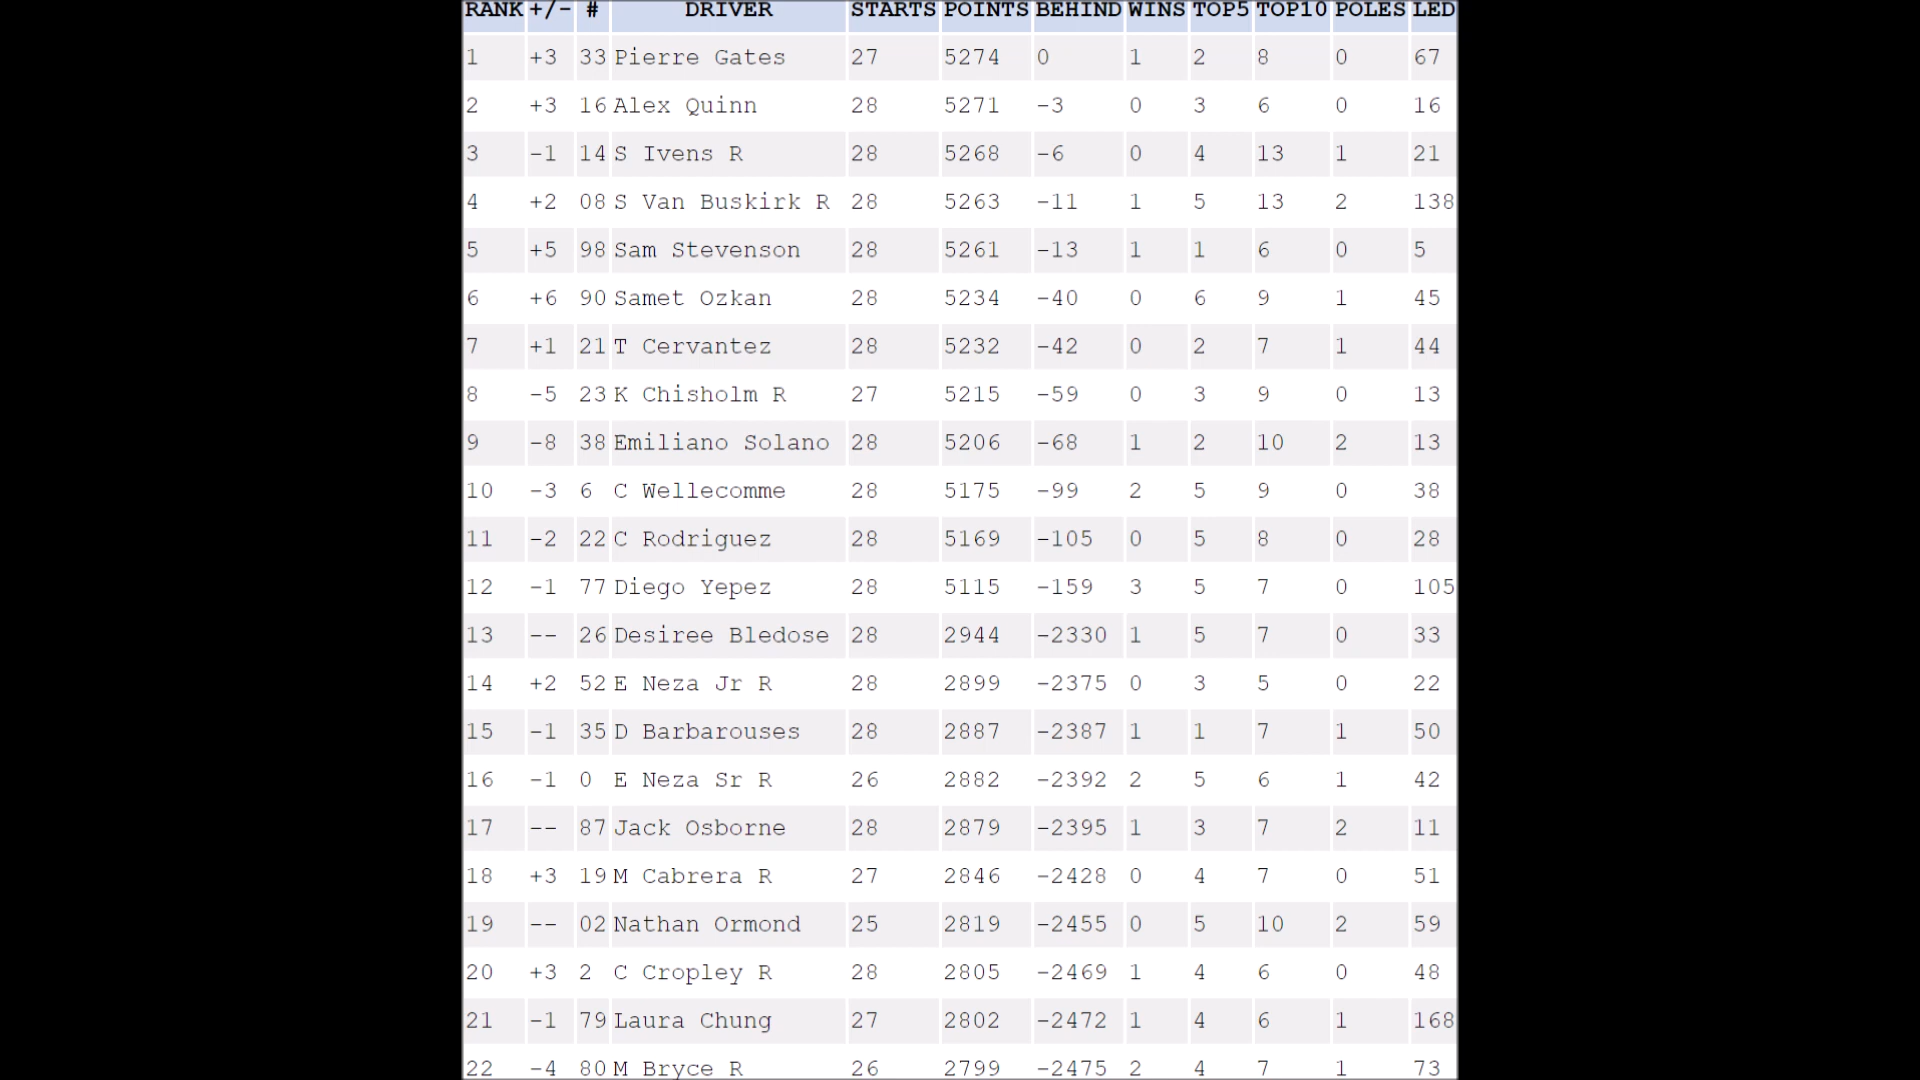 RANK +/- # DRIVER STARTS POINTS BEHIND WINS TOP5 TOP10 POLES LED
1 +3 33 Pierre Gates 27 5274 0 1 2 8 0 67
2 +3 16 Alex Quinn 28 5271 -3 0 3 6 0 16
3 -1 14 S Ivens R 28 5268 -6 0 4 13 1 21
4 +2 08 S Van Buskirk R 28 5263 -11 1 5 13 2 138
5 +5 98 Sam Stevenson 28 5261 -13 1 1 6 0 5
6 +6 90 Samet Ozkan 28 5234 -40 0 6 9 1 45
7 +1 21 T Cervantez 28 5232 -42 0 2 7 1 44
8 -5 23 K Chisholm R 27 5215 -59 0 3 9 0 13
9 -8 38 Emiliano Solano 28 5206 -68 1 2 10 2 13
10 -3 6 C Wellecomme 28 5175 -99 2 5 9 0 38
11 -2 22 C Rodriguez 28 5169 -105 0 5 8 0 28
12 -1 77 Diego Yepez 28 5115 -159 3 5 7 0 105
13 -- 26 Desiree Bledose 28 2944 -2330 1 5 7 0 33
14 +2 52 E Neza Jr R 28 2899 -2375 0 3 5 0 22
15 -1 35 D Barbarouses 28 2887 -2387 1 1 7 1 50
16 -1 0 E Neza Sr R 26 2882 -2392 2 5 6 1 42
17 -- 87 Jack Osborne 28 2879 -2395 1 3 7 2 11
18 +3 19 M Cabrera R 27 2846 -2428 0 4 7 0 51
19 -- 02 Nathan Ormond 25 2819 -2455 0 5 10 2 59
20 +3 2 C Cropley R 28 2805 -2469 1 4 6 0 48
21 -1 79 Laura Chung 27 2802 -2472 1 4 6 1 168
22 -4 80 M Bryce R 26 2799 -2475 2 4 7 1 73